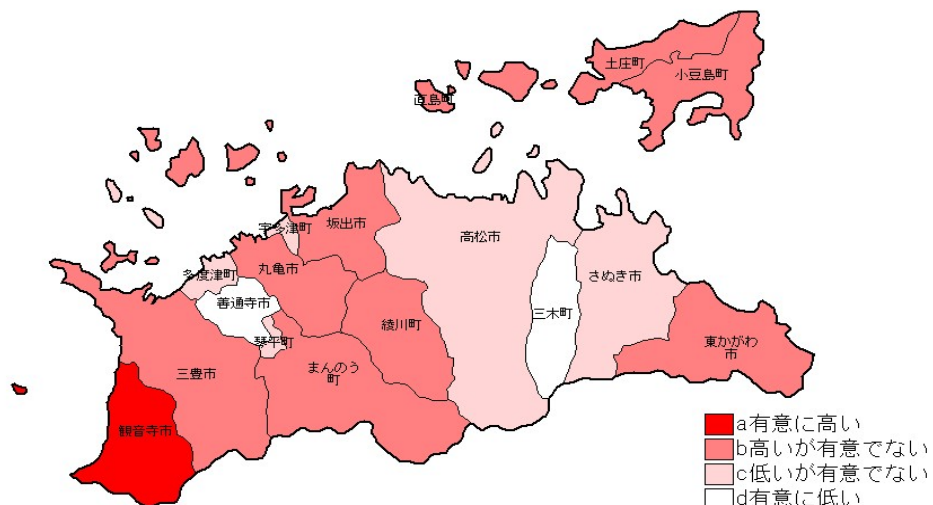 土庄町
小豆島町
直島町
宇多津町
坂出市
高松市
多度津町
丸亀市
さぬき市
善通寺市
三木町
綾川町
琴平町
東かがわ
市
三豊市
まんのう
町
観音寺市
a有意に高い
b高いが有意でない
c低いが有意でない
d有意に低い